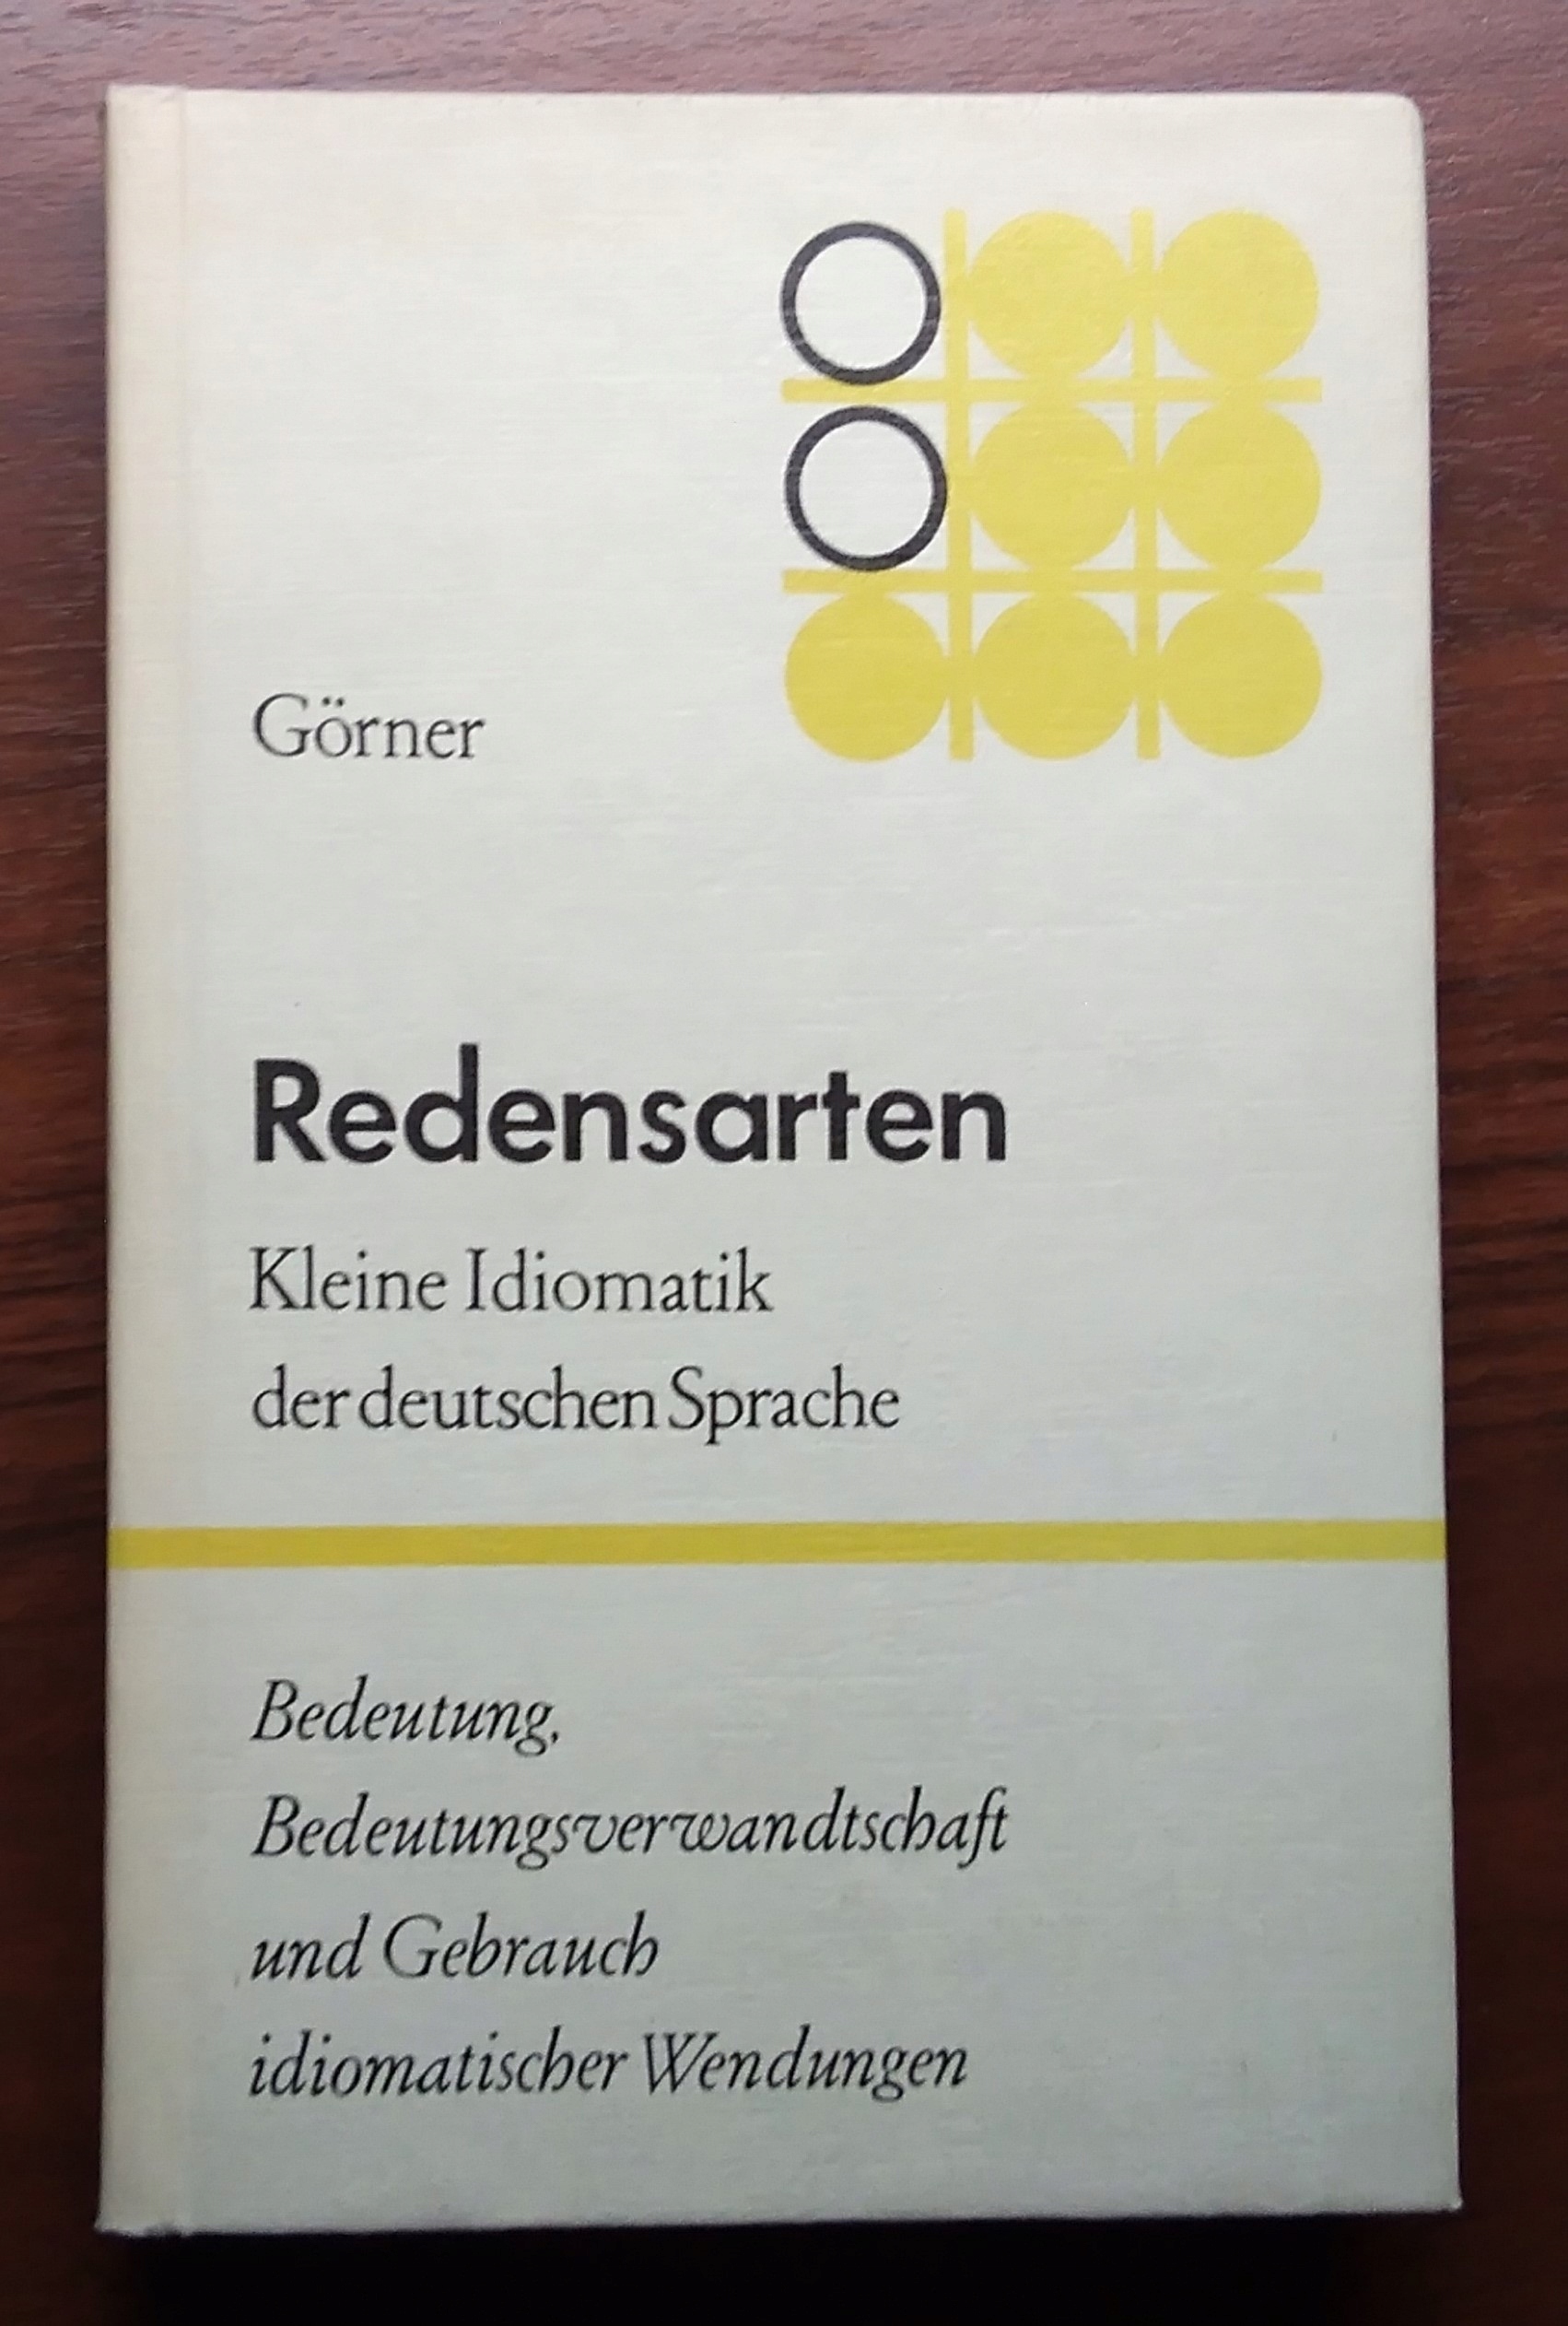 Görner
Redensarten
Kleine Idiomatik
der deutschen Sprache
Bedeutung,
Bedeutungsverwandtschaft
und Gebrauch
idiomatischer Wendungen